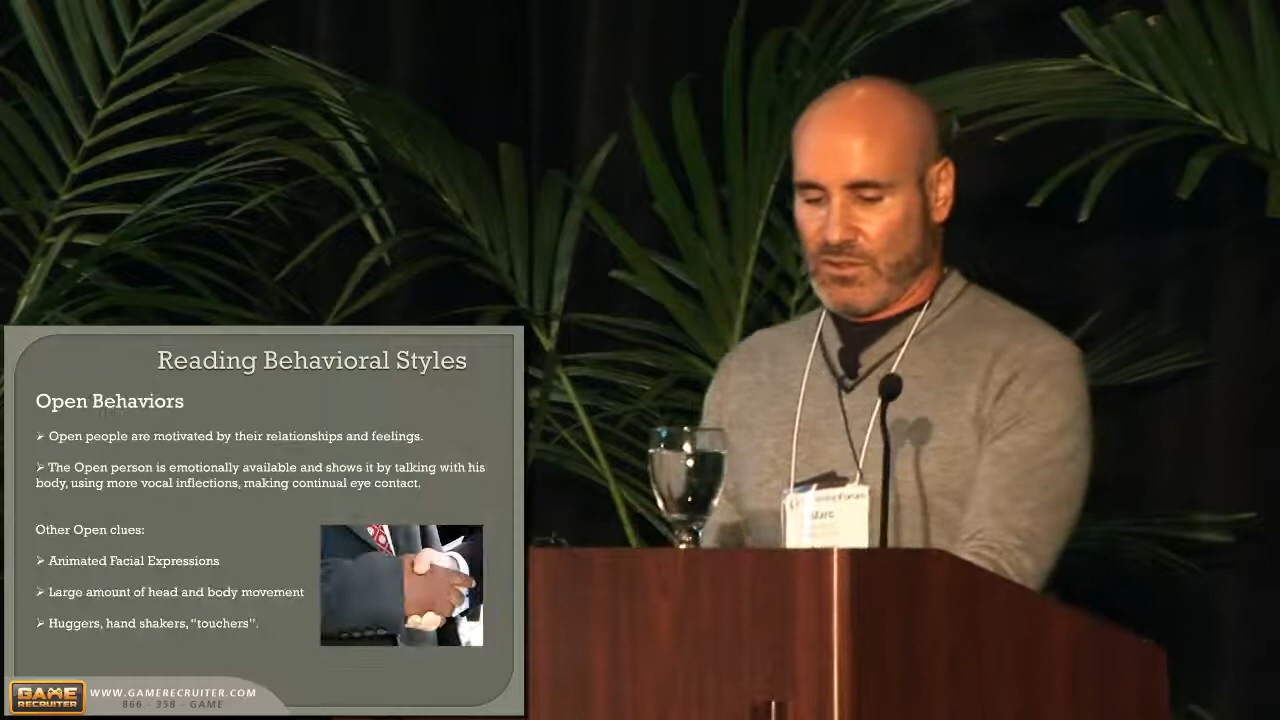 Reading Behavioral Styles
Open Behaviors
➢ Open people are motivated by their relationships and feelings.
➢ The Open person is emotionally available and shows it by talking with his
body, using more vocal inflections, making continual eye contact.
Other Open clues:
➢ Animated Facial Expressions
➢ Large amount of head and body movement
➢ Huggers, hand shakers, "touchers".
GAME
RECRUITER
WWW.GAMERECRUITER.COM
866 - 358 - GAME
Marc